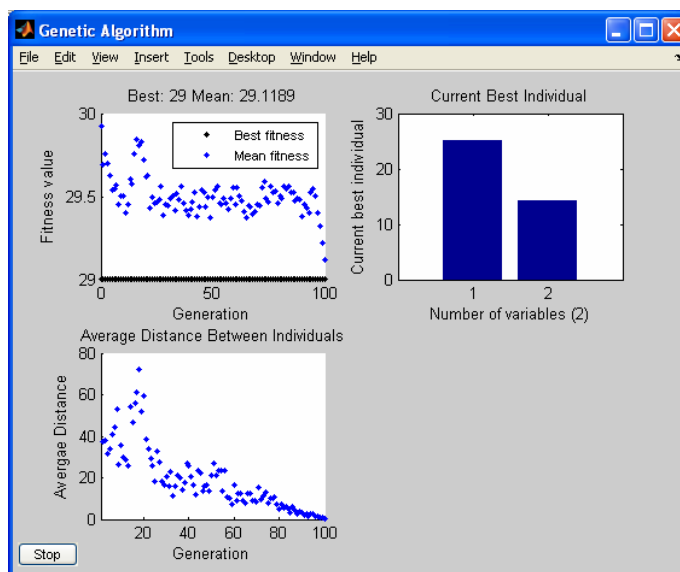 Genetic Algorithm
File Edit View Insert Tools Desktop Window Help
Best: 29 Mean: 29.1189
30
29.5
29
Fitness value
Best fitness
Mean fitness
0 50 100
Generation
Current Best Individual
30
20
10
0
Current best individual
1 2
Number of variables (2)
Average Distance Between Individuals
80
60
40
20
0
Avergae Distance
20 40 60 80 100
Generation
Stop